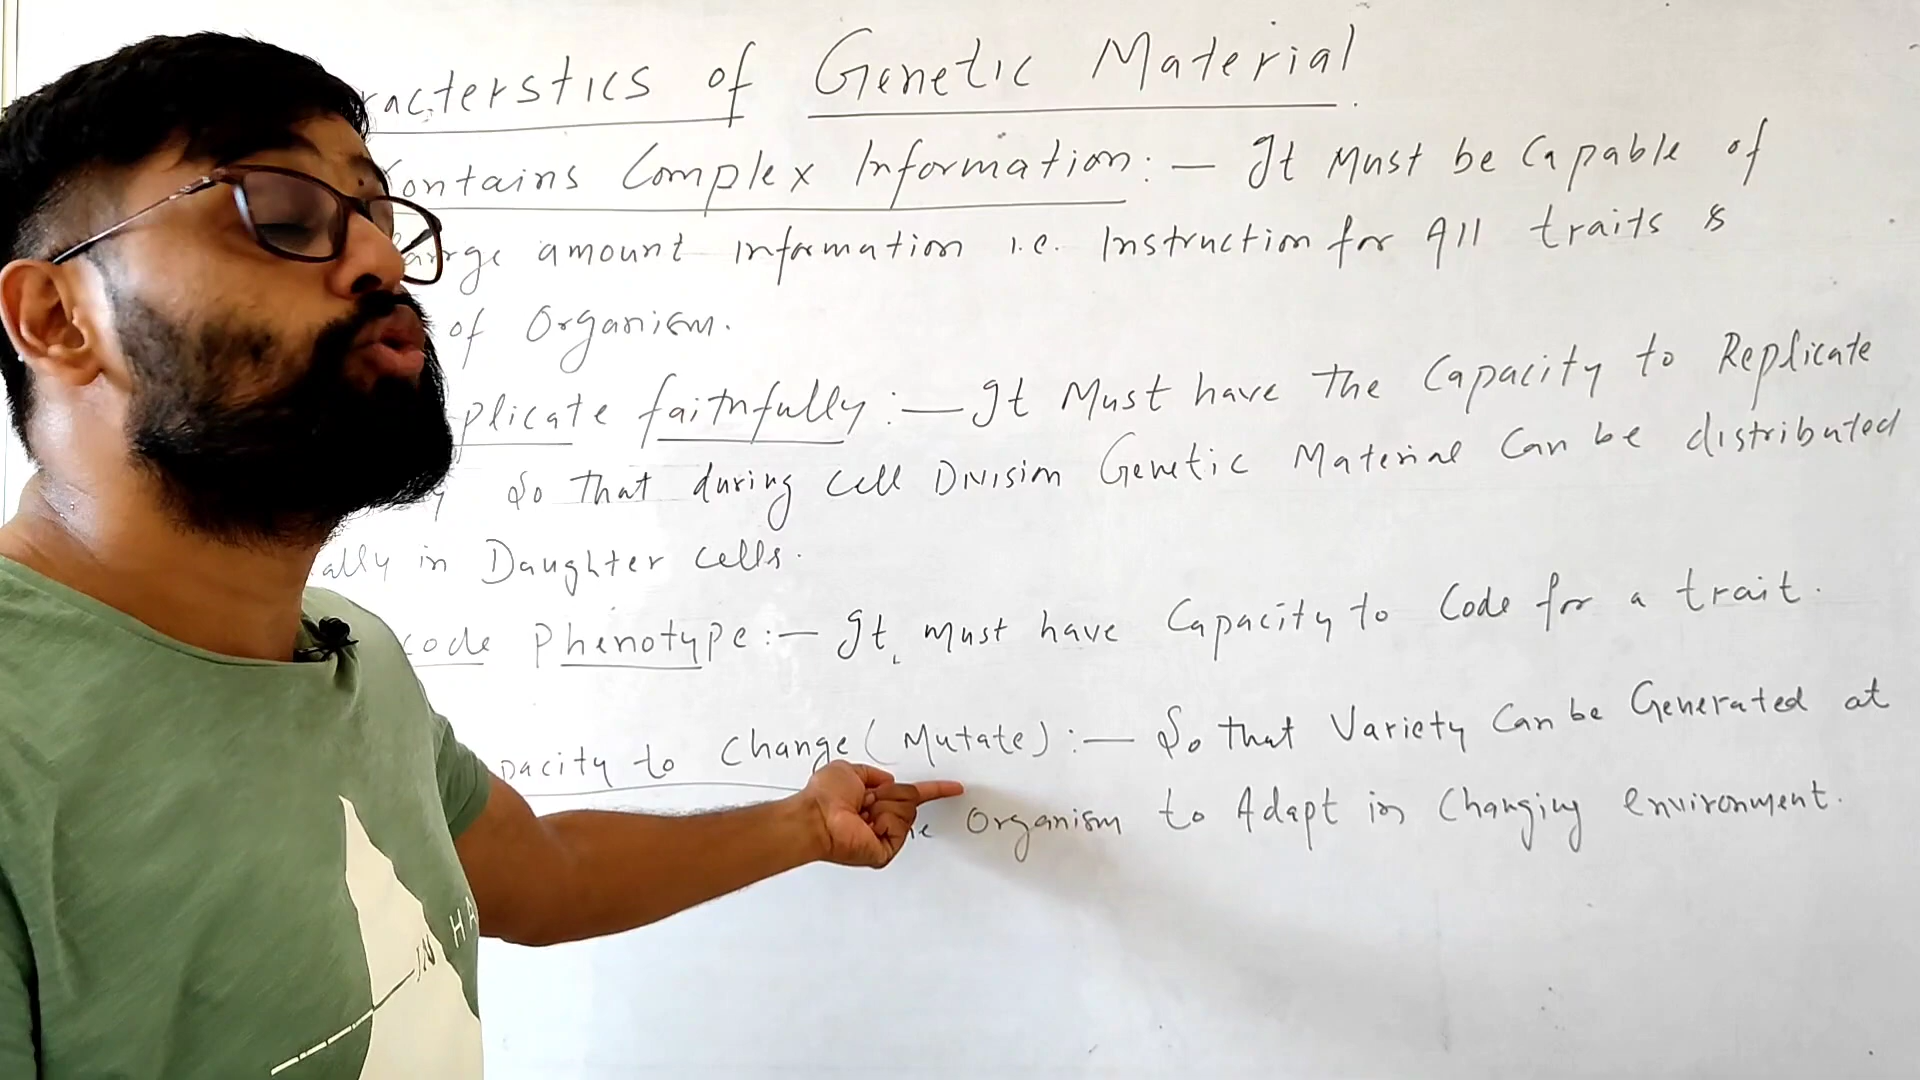 racterstics of Genetic Material.
Contains Complex Information:- It Must be Capable of
large amount Information i.e. Instruction for All traits &
of Organism.
plicate faithfully:- It Must have The Capacity to Replicate
So That during Cell Division Genetic Material Can be distributed
ally in Daughter Cells.
code Phenotype:- It must have Capacity to Code for a trait.
pacity to Change (Mutate):- So that Variety Can be Generated at
Organism to Adapt in Changing environment.
IN HA